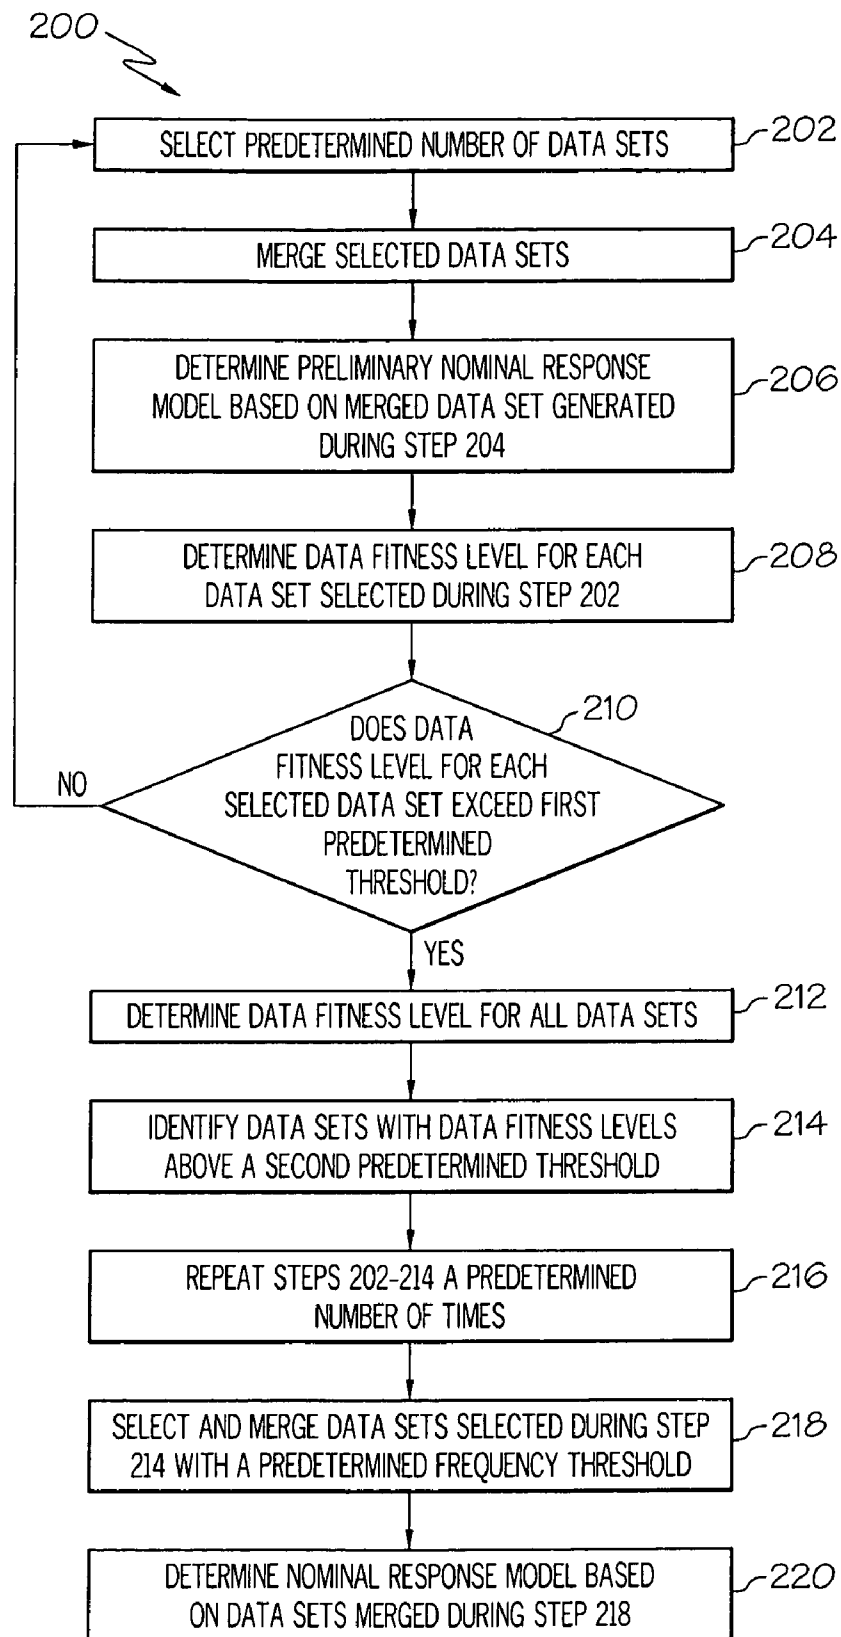 200
SELECT PREDETERMINED NUMBER OF DATA SETS
202
MERGE SELECTED DATA SETS
204
DETERMINE PRELIMINARY NOMINAL RESPONSE
MODEL BASED ON MERGED DATA SET GENERATED
DURING STEP 204
206
DETERMINE DATA FITNESS LEVEL FOR EACH
DATA SET SELECTED DURING STEP 202
208
DOES DATA
FITNESS LEVEL FOR EACH
SELECTED DATA SET EXCEED FIRST
PREDETERMINED
THRESHOLD?
210
NO
YES
DETERMINE DATA FITNESS LEVEL FOR ALL DATA SETS
212
IDENTIFY DATA SETS WITH DATA FITNESS LEVELS
ABOVE A SECOND PREDETERMINED THRESHOLD
214
REPEAT STEPS 202-214 A PREDETERMINED
NUMBER OF TIMES
216
SELECT AND MERGE DATA SETS SELECTED DURING STEP
214 WITH A PREDETERMINED FREQUENCY THRESHOLD
218
DETERMINE NOMINAL RESPONSE MODEL BASED
ON DATA SETS MERGED DURING STEP 218
220